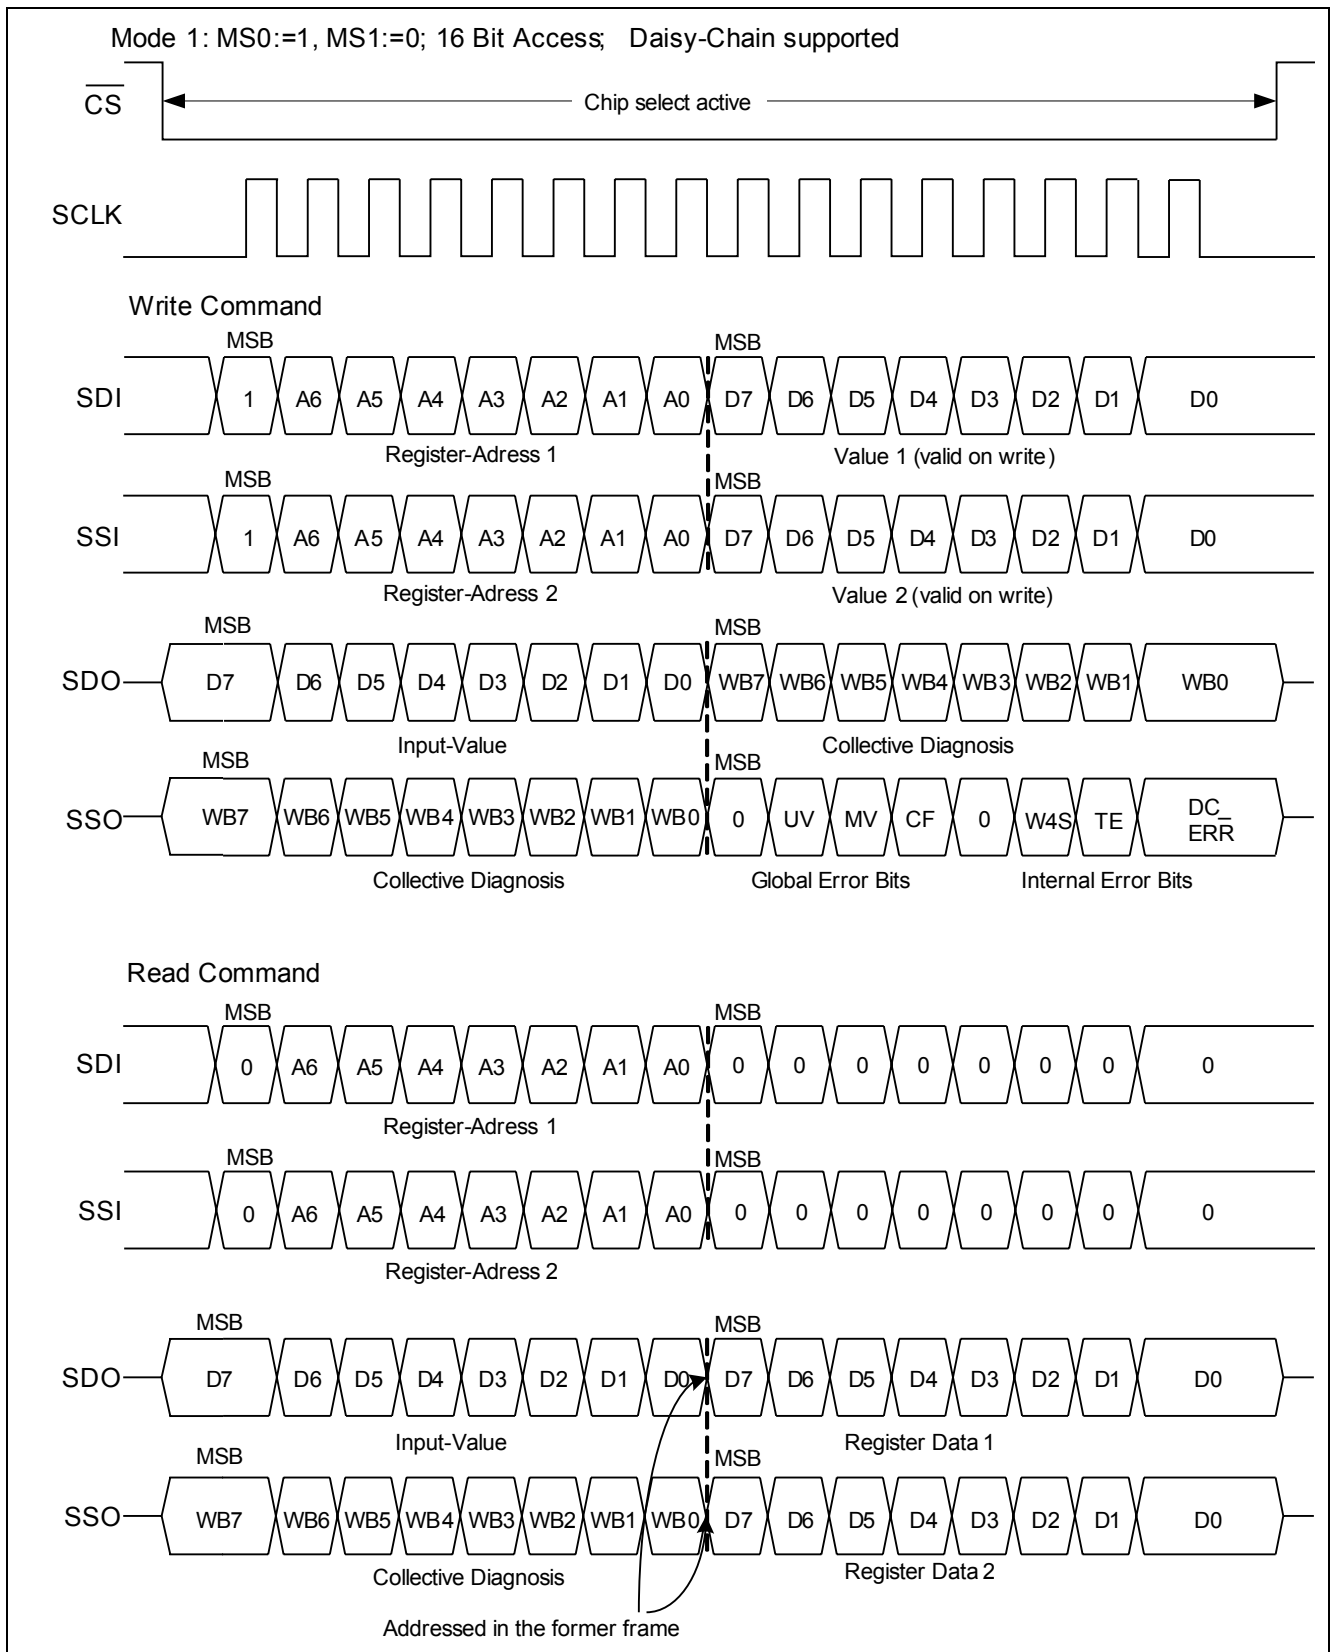 Mode 1: MS0:=1, MS1:=0; 16 Bit Access; Daisy-Chain supported
CS
Chip select active
SCLK
Write Command
MSB MSB
SDI 1 A6 A5 A4 A3 A2 A1 A0 D7 D6 D5 D4 D3 D2 D1 D0
Register-Adress 1 Value 1 (valid on write)
MSB MSB
SSI 1 A6 A5 A4 A3 A2 A1 A0 D7 D6 D5 D4 D3 D2 D1 D0
Register-Adress 2 Value 2 (valid on write)
MSB MSB
SDO D7 D6 D5 D4 D3 D2 D1 D0 WB7 WB6 WB5 WB4 WB3 WB2 WB1 WB0
Input-Value Collective Diagnosis
MSB MSB
SSO WB7 WB6 WB5 WB4 WB3 WB2 WB1 WB0 0 UV MV CF 0 W4S TE DC_
ERR
Collective Diagnosis Global Error Bits Internal Error Bits
Read Command
MSB MSB
SDI 0 A6 A5 A4 A3 A2 A1 A0 0 0 0 0 0 0 0 0
Register-Adress 1
MSB MSB
SSI 0 A6 A5 A4 A3 A2 A1 A0 0 0 0 0 0 0 0 0
Register-Adress 2
MSB MSB
SDO D7 D6 D5 D4 D3 D2 D1 D0 D7 D6 D5 D4 D3 D2 D1 D0
Input-Value Register Data 1
MSB MSB
SSO WB7 WB6 WB5 WB4 WB3 WB2 WB1 WB0 D7 D6 D5 D4 D3 D2 D1 D0
Collective Diagnosis Register Data 2
Addressed in the former frame